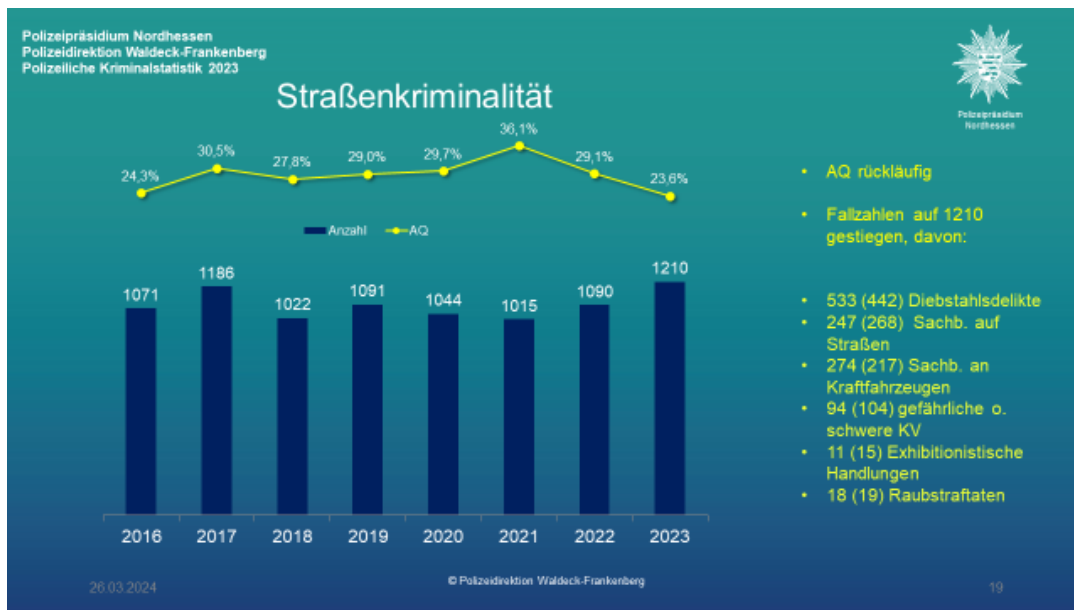 Polizeipräsidium Nordhessen
Polizeidirektion Waldeck-Frankenberg
Polizeiliche Kriminalstatistik 2023
Polizeipräsidium
Nordhessen
Straßenkriminalität
24,3%
30,5%
27,8%
29,0%
29,7%
36,1%
29,1%
23,6%
Anzahl AQ
1071
1186
1022
1091
1044
1015
1090
1210
2016 2017 2018 2019 2020 2021 2022 2023
• AQ rückläufig
• Fallzahlen auf 1210
gestiegen, davon:
• 533 (442) Diebstahlsdelikte
• 247 (268) Sachb. auf
Straßen
• 274 (217) Sachb. an
Kraftfahrzeugen
• 94 (104) gefährliche o.
schwere KV
• 11 (15) Exhibitionistische
Handlungen
• 18 (19) Raubstraftaten
26.03.2024
© Polizeidirektion Waldeck-Frankenberg
19